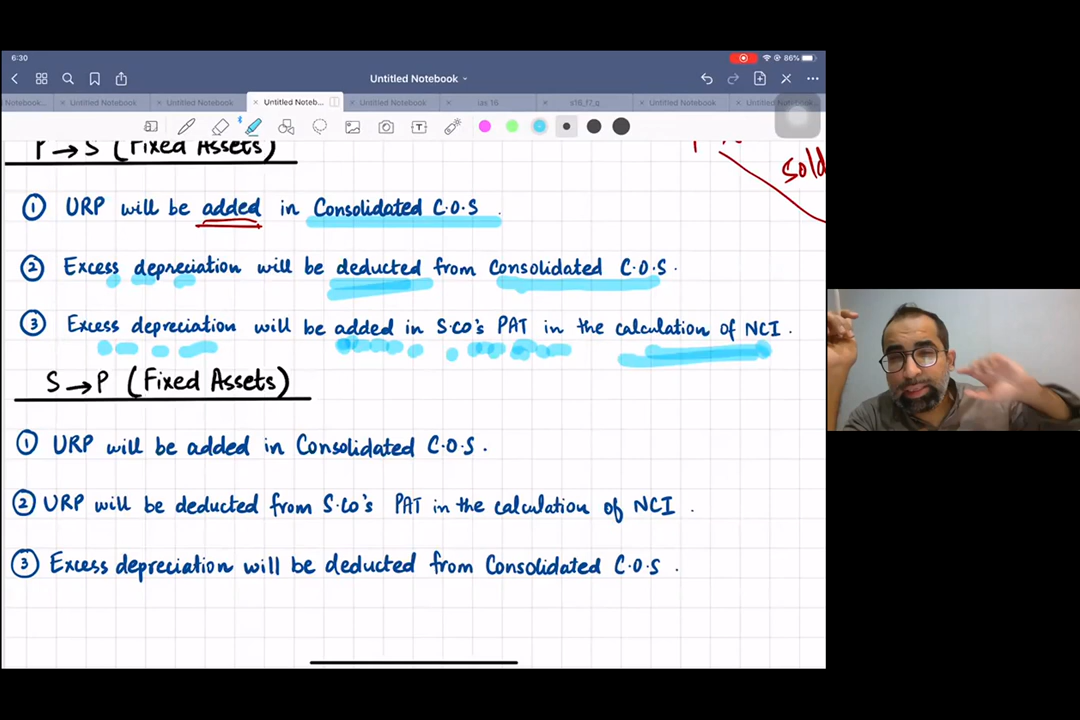 6:30
86%
Untitled Notebook
Notebook... Untitled Notebook Untitled Notebook Untitled Noteb... Untitled Notebook ias 16 s16_f7_q Untitled Notebook Untitled Notebook
P → S (Fixed Assets)
sold
① URP will be added in Consolidated C.O.S.
② Excess depreciation will be deducted from Consolidated C.O.S.
③ Excess depreciation will be added in S.co's PAT in the calculation of NCI.
S → P (Fixed Assets)
① URP will be added in Consolidated C.O.S.
② URP will be deducted from S.co's PAT in the calculation of NCI.
③ Excess depreciation will be deducted from Consolidated C.O.S.